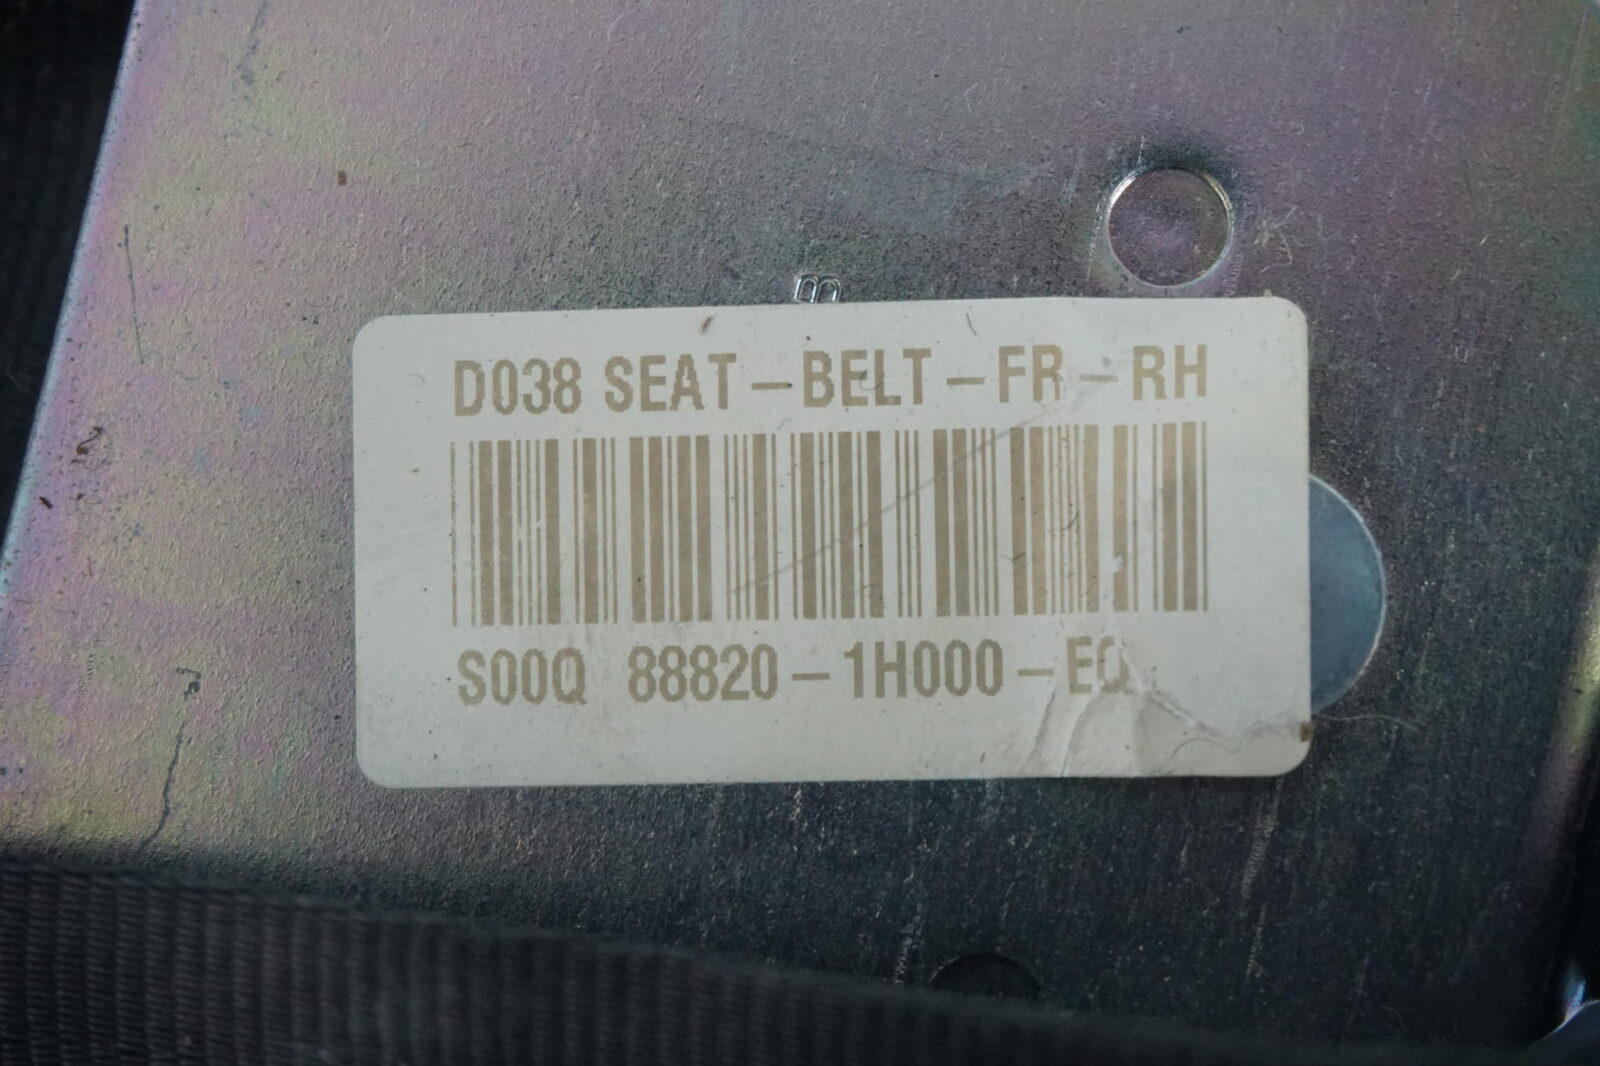 B
D038 SEAT-BELT-FR-RH
S00Q 88820-1H000-EQ